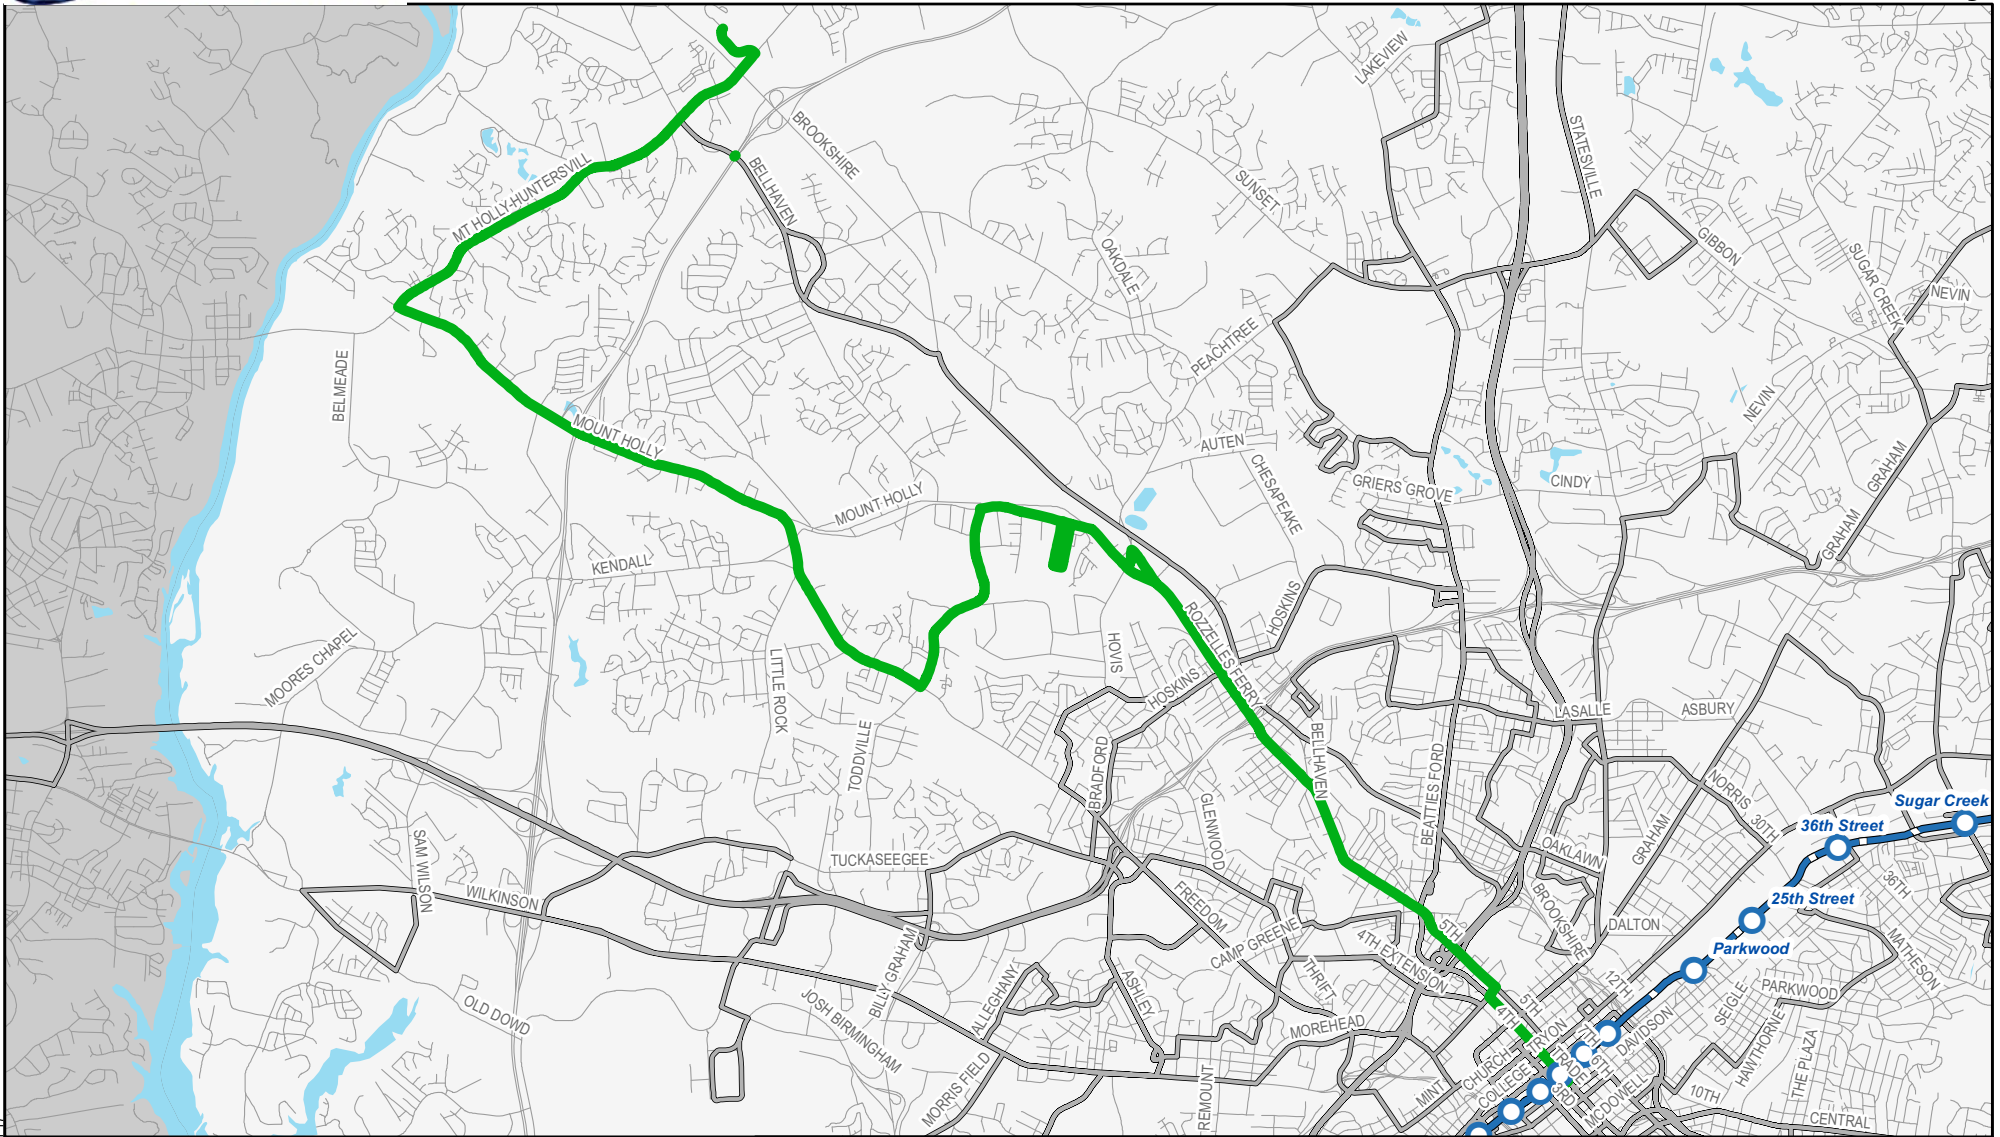 LAKEVIEW
BROOKSHIRE
STATESVILLE
MT HOLLY-HUNTERSVILL
BELLHAVEN
SUNSET
GIBBON
OAKDALE
SUGAR CREEK
NEVIN
PEACHTREE
BELMEADE
NEVIN
MOUNT HOLLY
AUTEN
CHESAPEAKE
GRIERS GROVE
CINDY
GRAHAM
MOUNT HOLLY
GRAHAM
KENDALL
HOSKINS
ROZZELLES FERRY
HOVIS
MOORES CHAPEL
LITTLE ROCK
HOSKINS
LASALLE
ASBURY
TODDVILLE
BRADFORD
BELLHAVEN
BEATTIES FORD
NORRIS
30TH
GLENWOOD
Sugar Creek
36th Street
GRAHAM
OAKLAWN
SAM WILSON
TUCKASEEGEE
WILKINSON
FREEDOM
BROOKSHIRE
36TH
25th Street
DALTON
5TH
CAMP GREENE
4TH EXTENSION
BILLY GRAHAM
MATHESON
Parkwood
THRIFT
ASHLEY
ALLEGHANY
OLD DOWD
JOSH BIRMINGHAM
12TH
PARKWOOD
SEIGLE
5TH
4TH
MOREHEAD
TRYON
7TH
DAVIDSON
HAWTHORNE
THE PLAZA
CHURCH
TRADE
6TH
MORRIS FIELD
REMOUNT
MINT
COLLEGE
3RD
MCDOWELL
10TH
CENTRAL